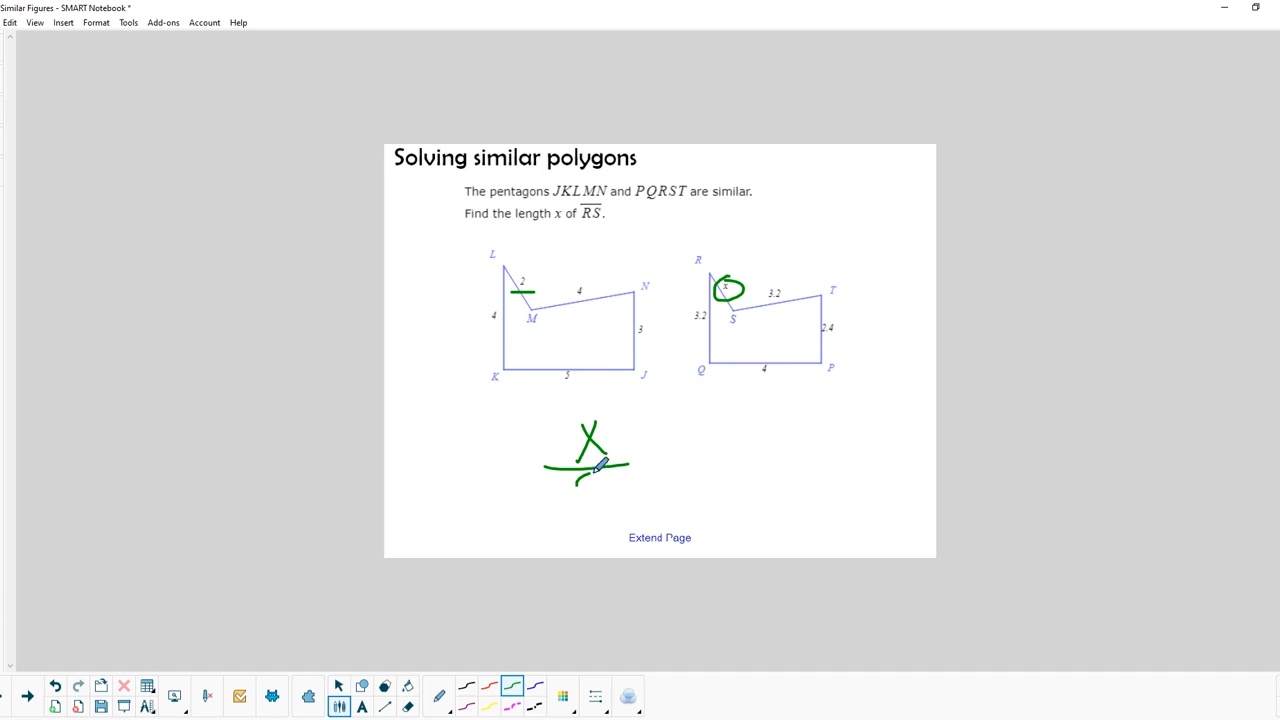 Similar Figures - SMART Notebook *
Edit View Insert Format Tools Add-ons Account Help
Solving similar polygons
The pentagons JKLMN and PQRST are similar.
Find the length x of RS.
L
2
4
N
4
M
3
K
5
J
R
x
3.2
T
3.2
S
2.4
Q
4
P
X
Extend Page
A
A